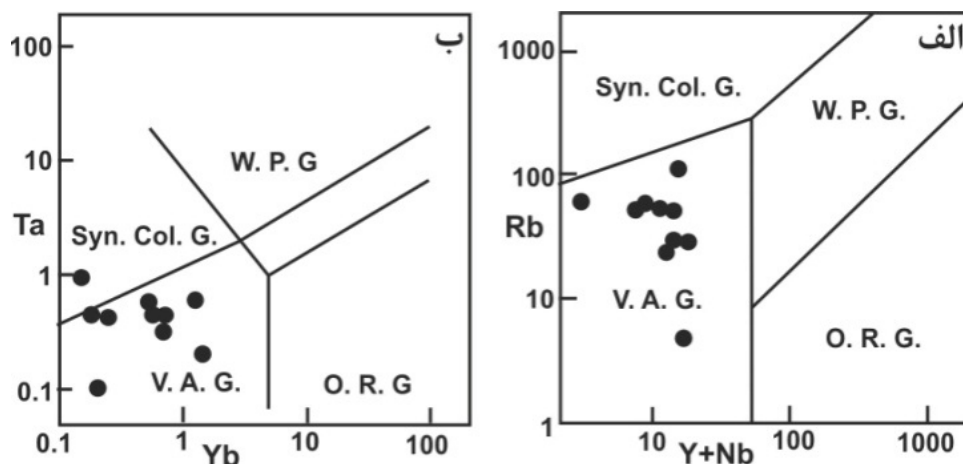 ب
100
10
Ta
1
0.1
W. P. G
Syn. Col. G.
V. A. G.
O. R. G
0.1
1
10
100
Yb
الف
1000
100
Rb
10
1
Syn. Col. G.
W. P. G.
V. A. G.
O. R. G.
10
100
1000
Y+Nb